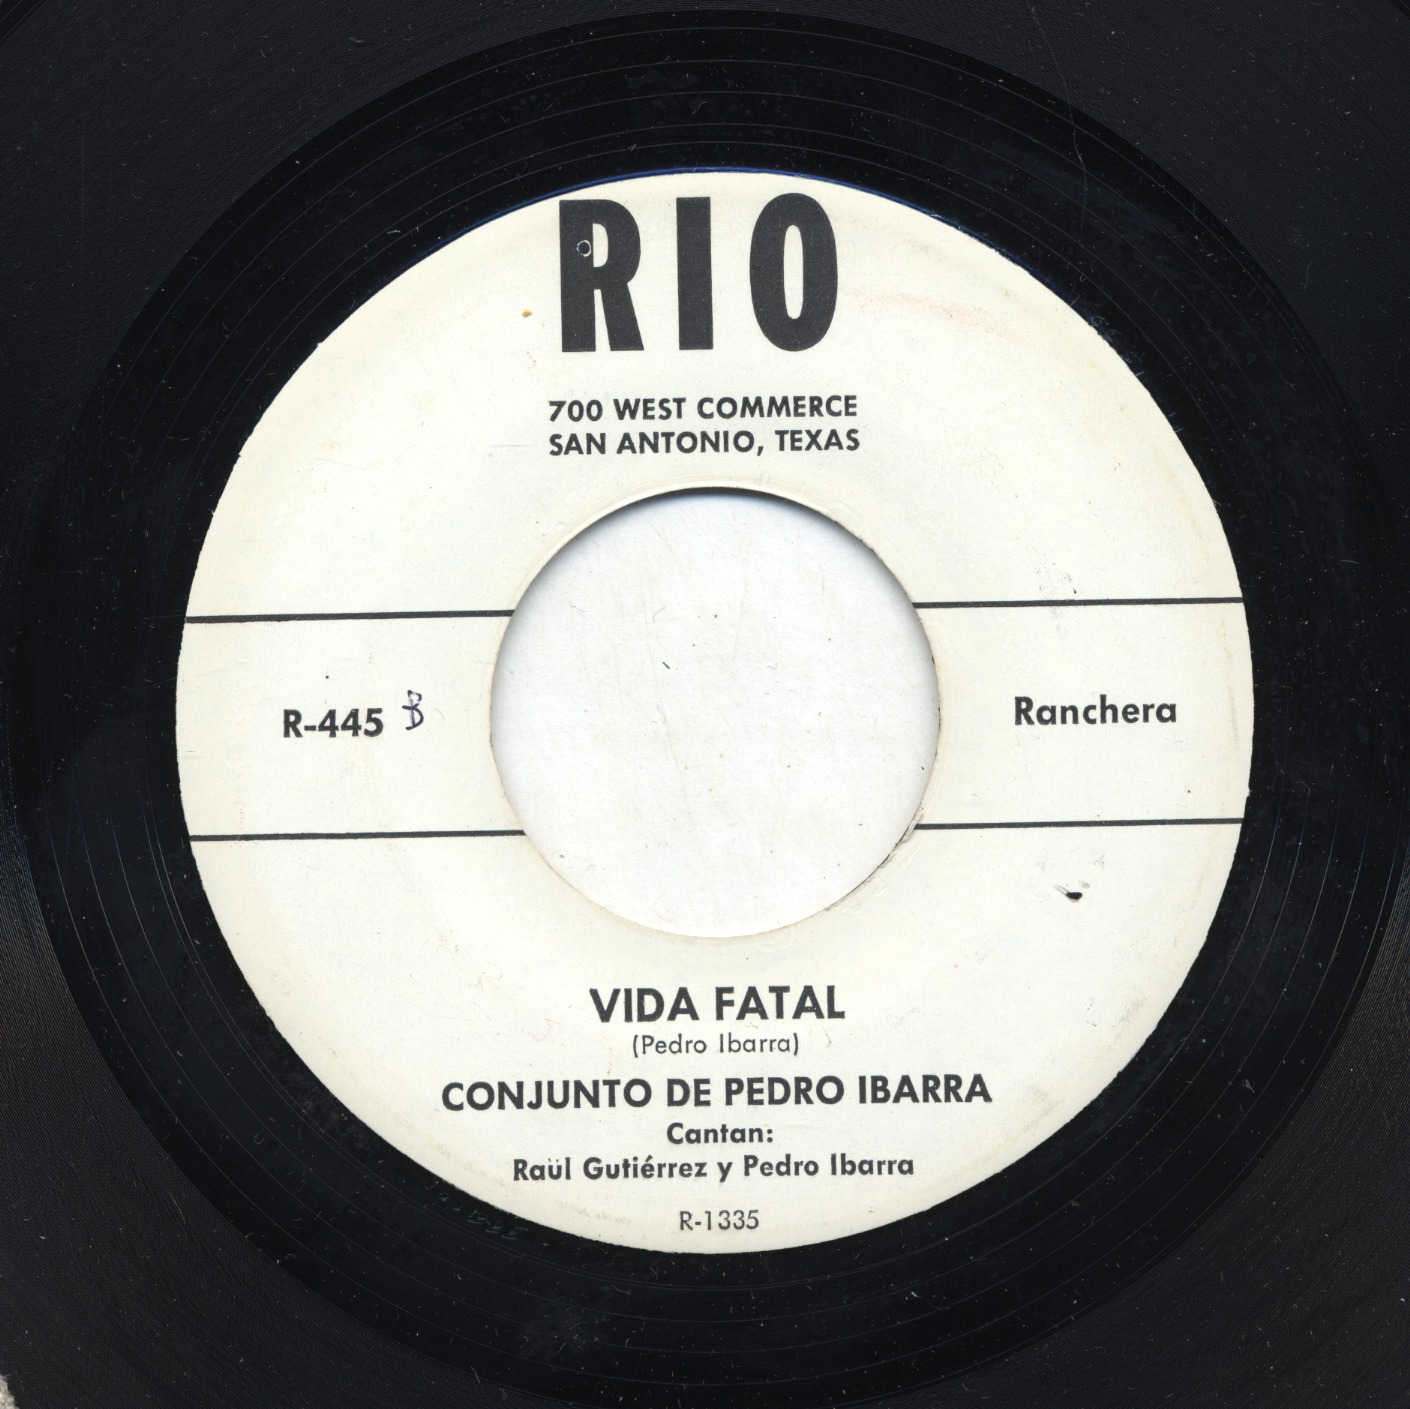 RIO
700 WEST COMMERCE
SAN ANTONIO, TEXAS
R-445 B
Ranchera
VIDA FATAL
(Pedro Ibarra)
CONJUNTO DE PEDRO IBARRA
Cantan:
Raül Gutiérrez y Pedro Ibarra
R-1335